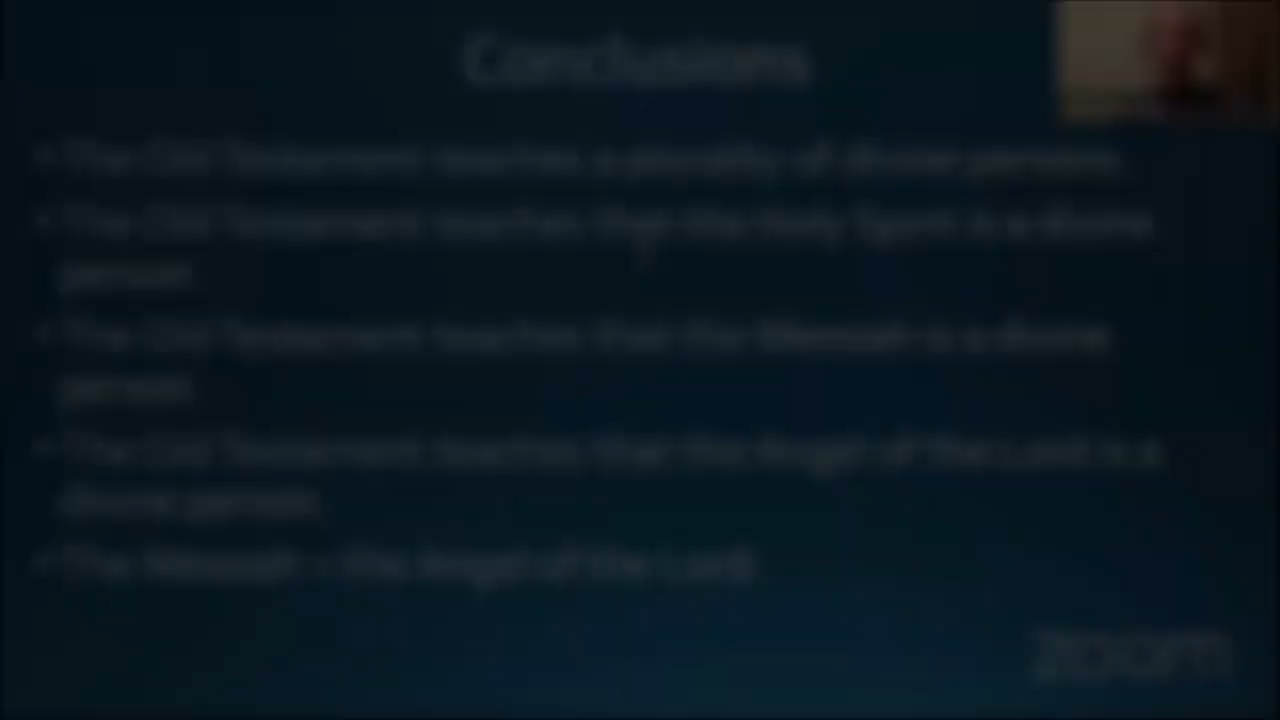 Conclusions
• The Old Testament teaches a plurality of divine persons.
• The Old Testament teaches that the Holy Spirit is a divine
person.
• The Old Testament teaches that the Messiah is a divine
person.
• The Old Testament teaches that the Angel of the Lord is a
divine person.
• The Messiah = the Angel of the Lord.
zoom